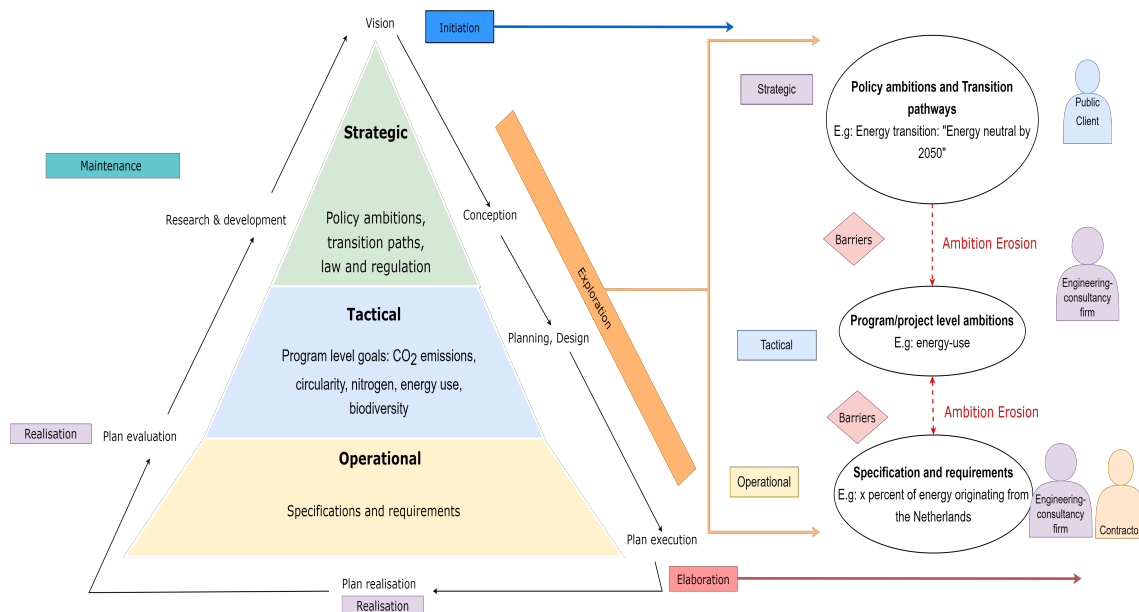 Vision
Initiation
Strategic
Policy ambitions,
transition paths,
law and regulation
Tactical
Program level goals: CO2 emissions,
circularity, nitrogen, energy use,
biodiversity
Operational
Specifications and requirements
Maintenance
Research & development
Realisation
Plan evaluation
Conception
Planning, Design
Plan execution
Plan realisation
Realisation
Exploration
Elaboration
Strategic
Policy ambitions and Transition
pathways
E.g: Energy transition: "Energy neutral by
2050"
Public
Client
Barriers
Ambition Erosion
Engineering-
consultancy
firm
Tactical
Program/project level ambitions
E.g: energy-use
Barriers
Ambition Erosion
Operational
Specification and requirements
E.g: x percent of energy originating from
the Netherlands
Engineering-
consultancy
firm
Contracto